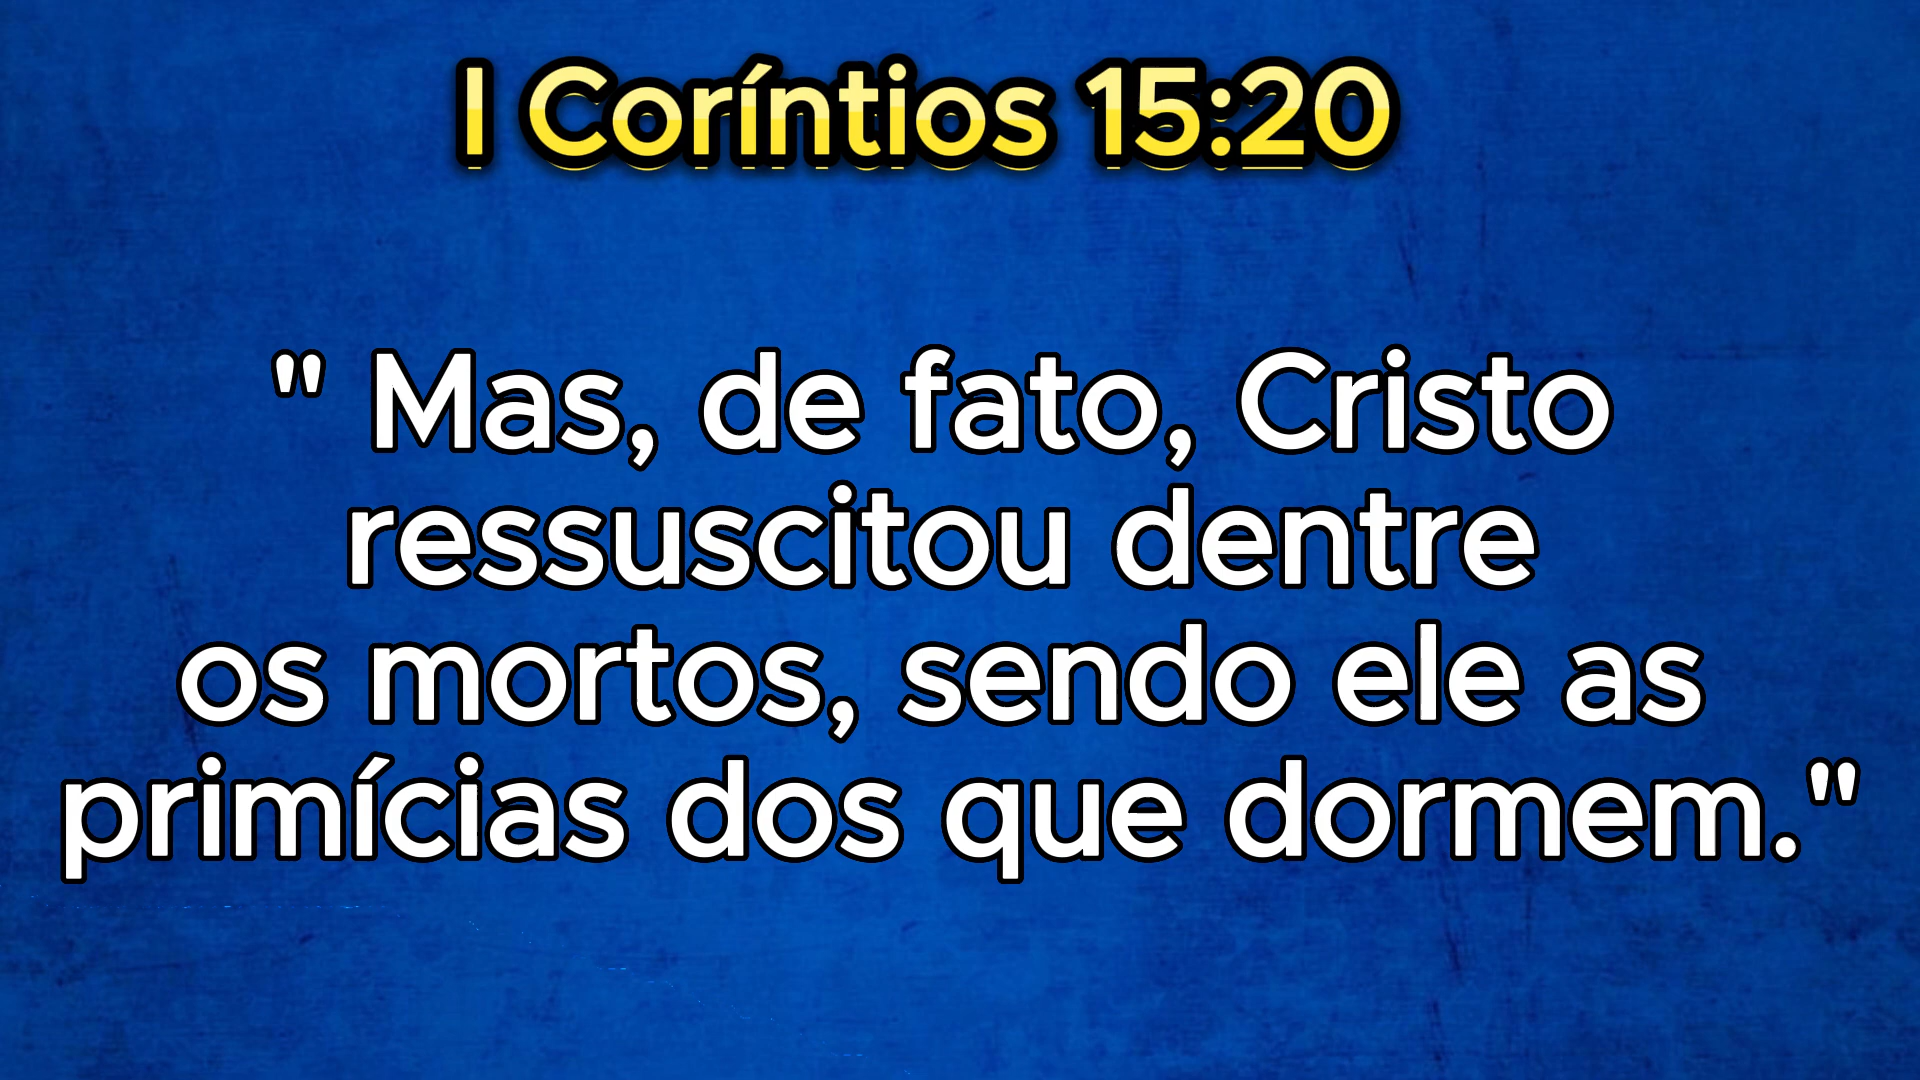 I Coríntios 15:20
" Mas, de fato, Cristo
ressuscitou dentre
os mortos, sendo ele as
primícias dos que dormem."